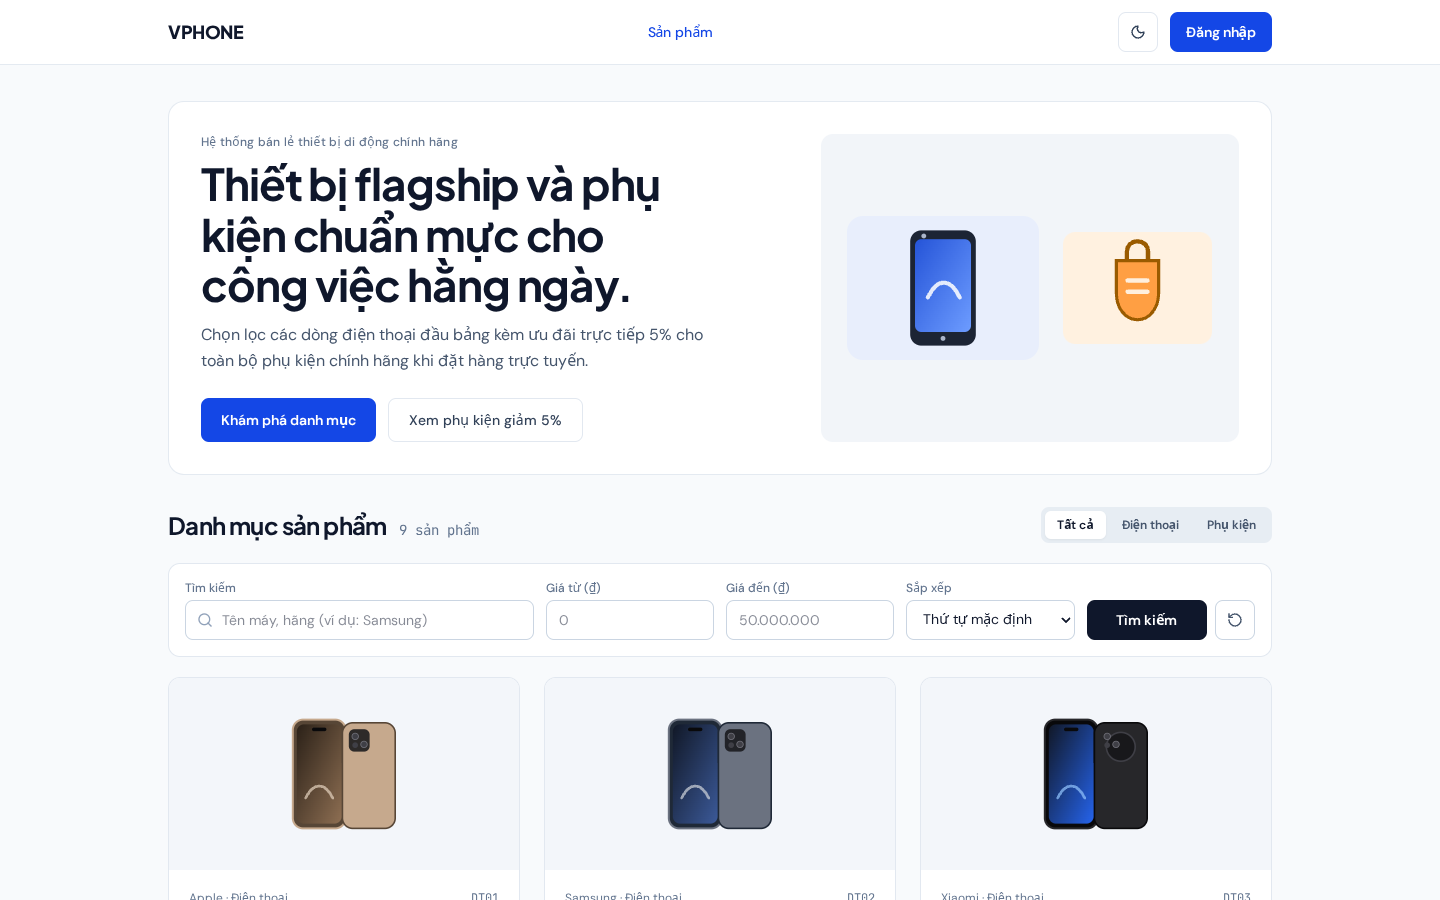 VPHONE
Sản phẩm
Đăng nhập
Hệ thống bán lẻ thiết bị di động chính hãng
Thiết bị flagship và phụ
kiện chuẩn mực cho
công việc hằng ngày.
Chọn lọc các dòng điện thoại đầu bảng kèm ưu đãi trực tiếp 5% cho
toàn bộ phụ kiện chính hãng khi đặt hàng trực tuyến.
Khám phá danh mục
Xem phụ kiện giảm 5%
Danh mục sản phẩm
9 sản phẩm
Tất cả
Điện thoại
Phụ kiện
Tìm kiếm
Giá từ (₫)
Giá đến (₫)
Sắp xếp
Tên máy, hãng (ví dụ: Samsung)
0
50.000.000
Thứ tự mặc định
Tìm kiếm
Apple · Điện thoại
DT01
Samsung · Điện thoại
DT02
Xiaomi · Điện thoại
DT03